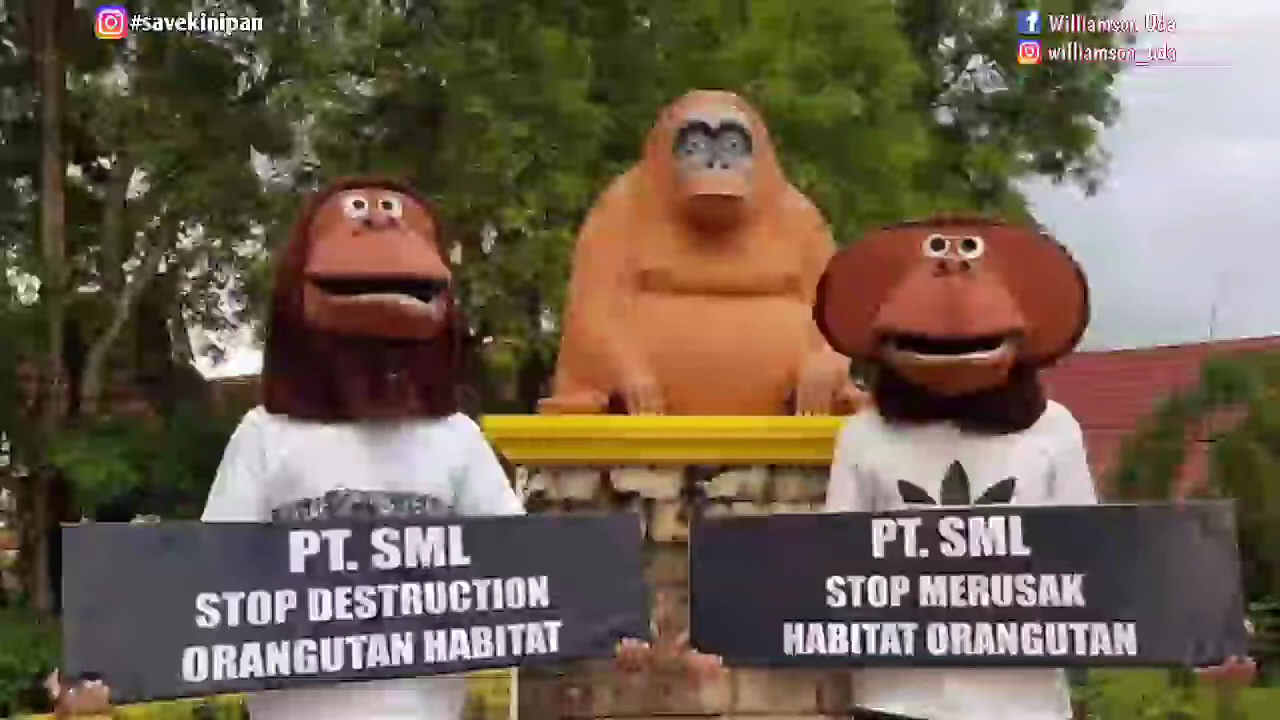 #savekinipan
Williamson Uda
williamson_uda
PT. SML
STOP DESTRUCTION
ORANGUTAN HABITAT
PT. SML
STOP MERUSAK
HABITAT ORANGUTAN